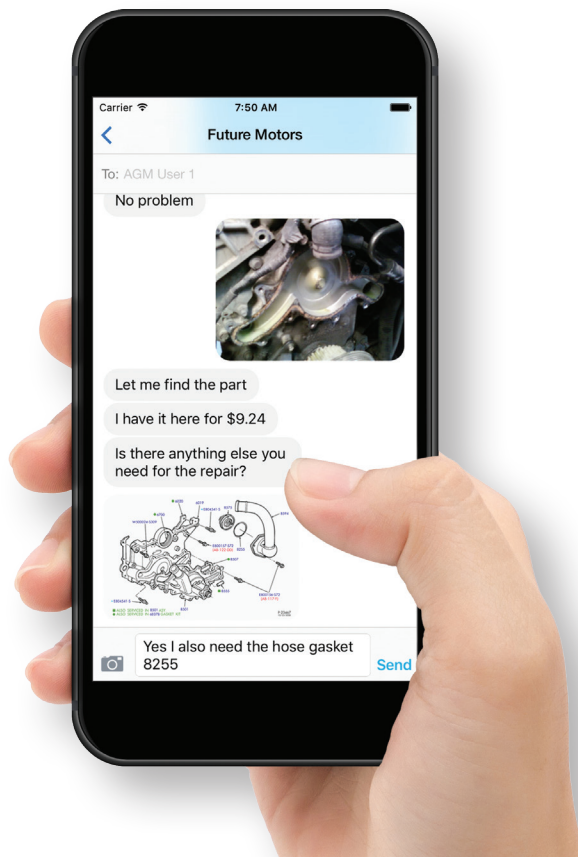 Carrier 7:50 AM
Future Motors
To: AGM User 1
No problem
Let me find the part
I have it here for $9.24
Is there anything else you
need for the repair?
Yes I also need the hose gasket
8255
Send